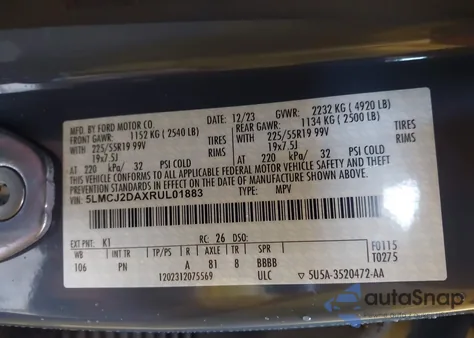 MFD. BY FORD MOTOR CO.
DATE: 12/23 GVWR: 2232 KG (4920 LB)
FRONT GAWR: 1152 KG (2540 LB) REAR GAWR: 1134 KG (2500 LB)
WITH 225/55R19 99V TIRES WITH 225/55R19 99V TIRES
19x7.5J RIMS 19x7.5J RIMS
AT 220 kPa/ 32 PSI COLD AT 220 kPa/ 32 PSI COLD
THIS VEHICLE CONFORMS TO ALL APPLICABLE FEDERAL MOTOR VEHICLE SAFETY AND THEFT PREVENTION
STANDARDS IN EFFECT ON THE DATE OF MANUFACTURE SHOWN ABOVE.
VIN: 5LMCJ2DAXRUL01883 TYPE: MPV
EXT PNT: K1 RC: 26 DSO: F0115
WB INT TR TP/PS R AXLE TR SPR T0275
106 PN A 81 8 BBBB
1202312075569 ULC ▽ 5U5A-3520472-AA
autoSnap